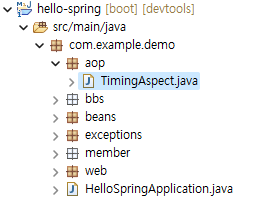 hello-spring [boot] [devtools]
src/main/java
com.example.demo
aop
TimingAspect.java
bbs
beans
exceptions
member
web
HelloSpringApplication.java